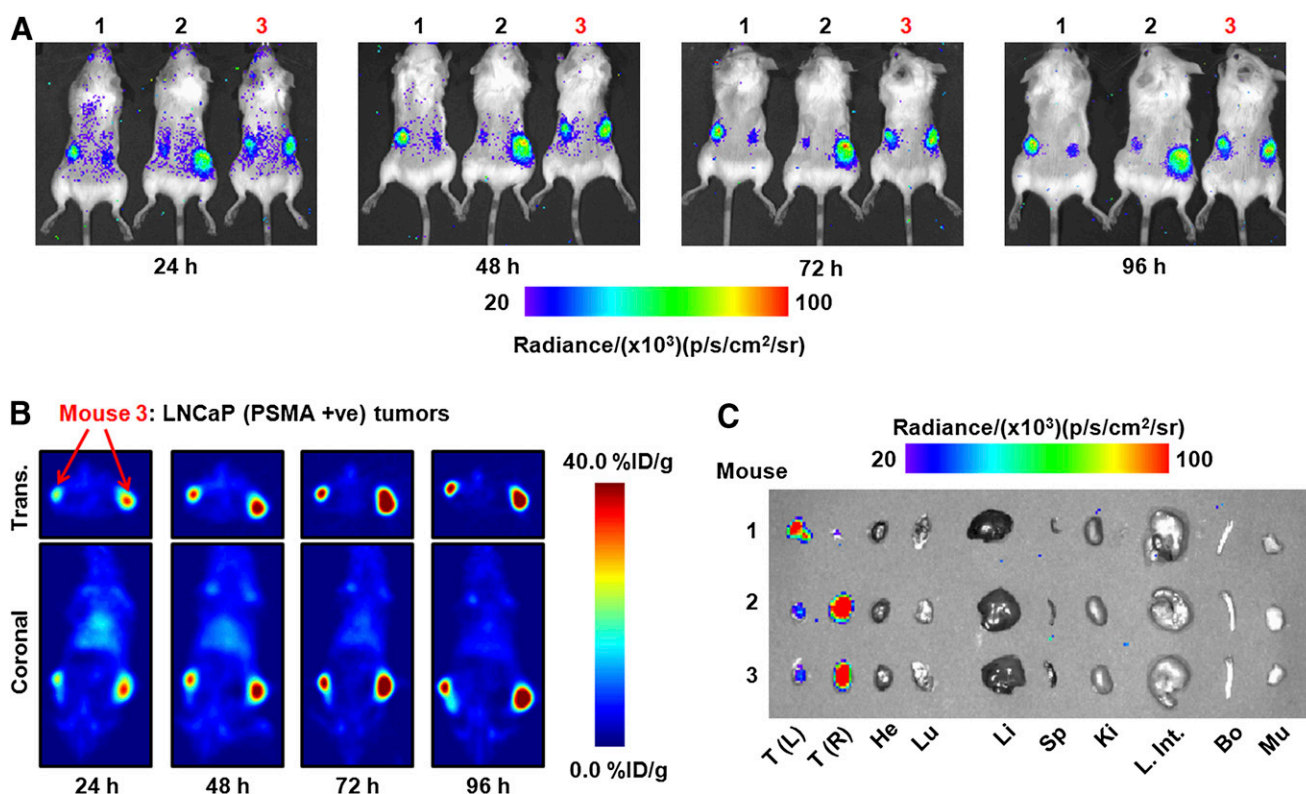 A
1 2 3 1 2 3 1 2 3 1 2 3
24 h 48 h 72 h 96 h
20 100
Radiance/(x10³)(p/s/cm²/sr)
B Mouse 3: LNCaP (PSMA +ve) tumors
Trans.
Coronal
40.0 %ID/g
0.0 %ID/g
24 h 48 h 72 h 96 h
C
Radiance/(x10³)(p/s/cm²/sr)
20 100
Mouse
1
2
3
T (L) T (R) He Lu Li Sp Ki L. Int. Bo Mu